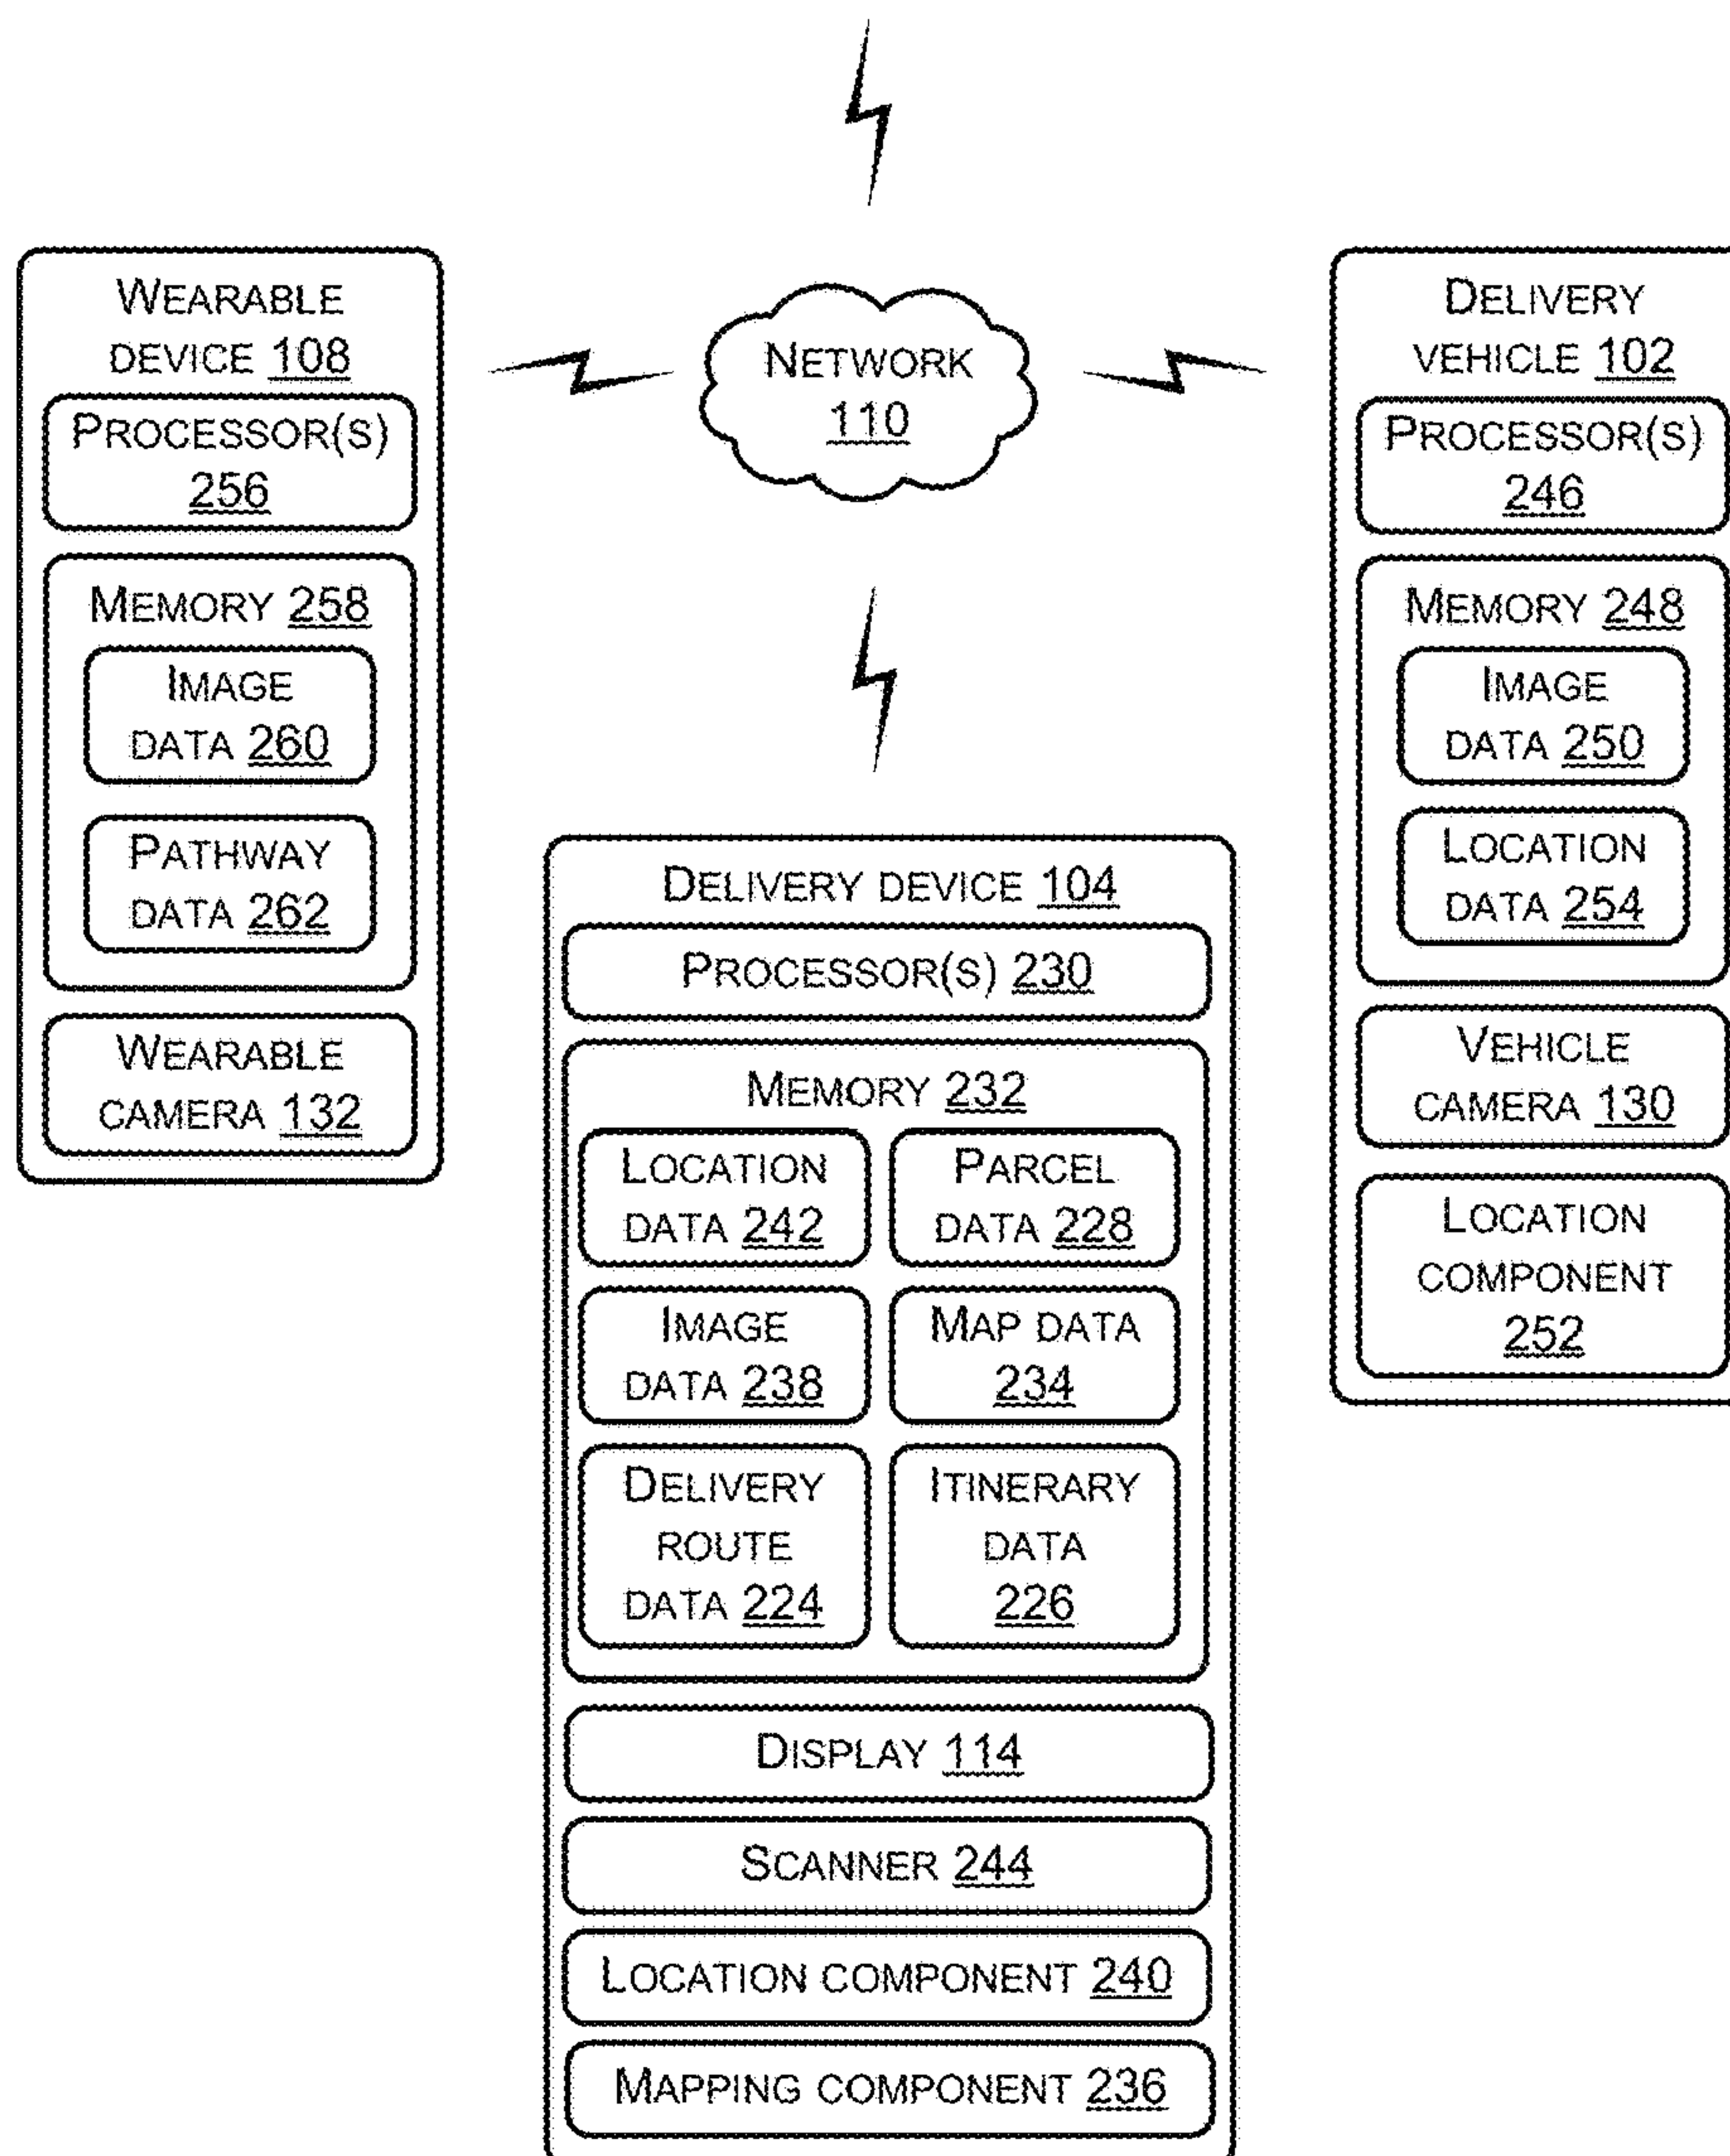 WEARABLE
DEVICE 108
PROCESSOR(S)
256
MEMORY 258
IMAGE
DATA 260
PATHWAY
DATA 262
WEARABLE
CAMERA 132
NETWORK
110
DELIVERY
VEHICLE 102
PROCESSOR(S)
246
MEMORY 248
IMAGE
DATA 250
LOCATION
DATA 254
VEHICLE
CAMERA 130
LOCATION
COMPONENT
252
DELIVERY DEVICE 104
PROCESSOR(S) 230
MEMORY 232
LOCATION
DATA 242
PARCEL
DATA 228
IMAGE
DATA 238
MAP DATA
234
DELIVERY
ROUTE
DATA 224
ITINERARY
DATA
226
DISPLAY 114
SCANNER 244
LOCATION COMPONENT 240
MAPPING COMPONENT 236